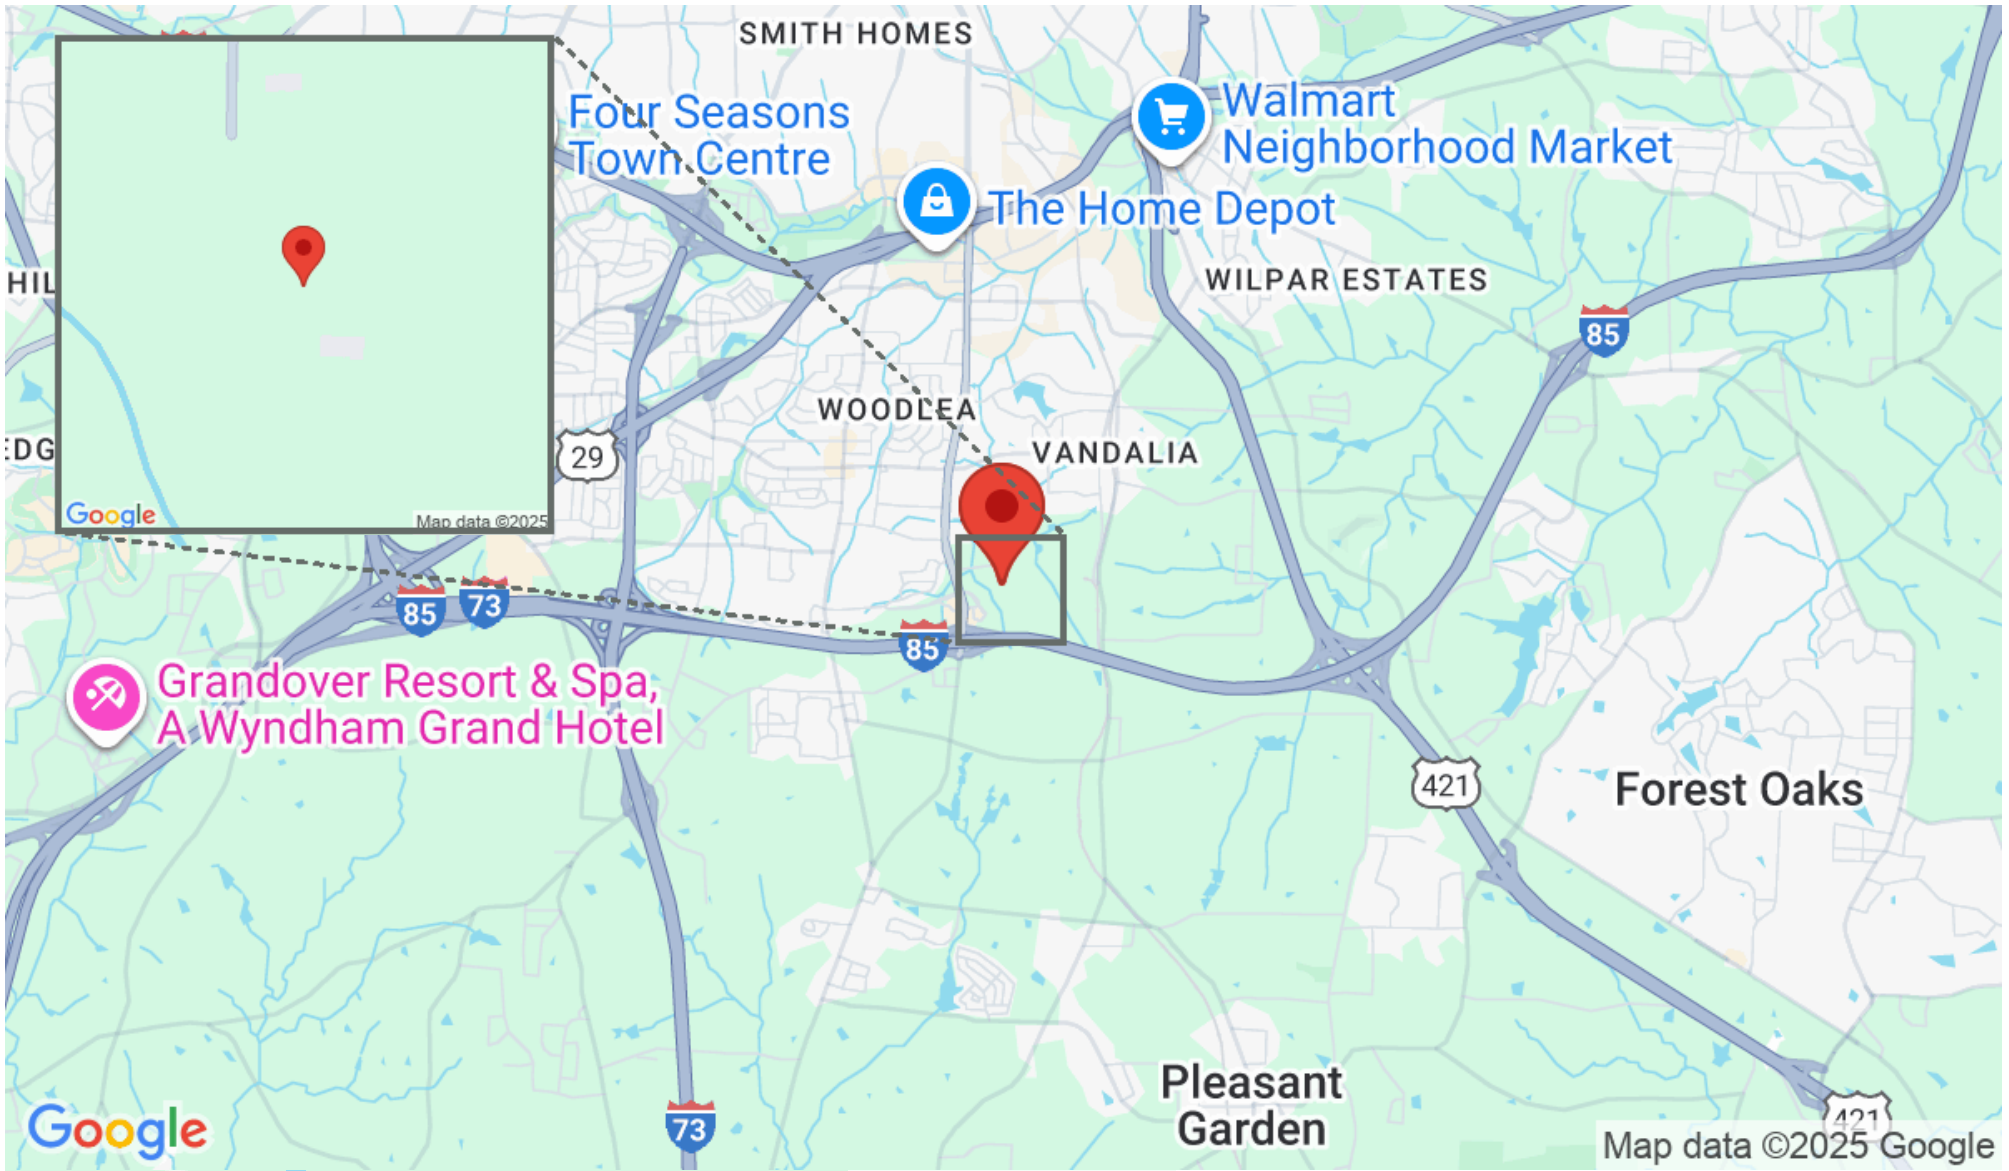 SMITH HOMES
Four Seasons
Town Centre
Walmart
Neighborhood Market
The Home Depot
HIL
WILPAR ESTATES
85
WOODLEA
EDG
29
VANDALIA
Google
Map data ©2025
85
73
85
Grandover Resort & Spa,
A Wyndham Grand Hotel
421
Forest Oaks
Pleasant
Garden
73
421
Google
Map data ©2025 Google